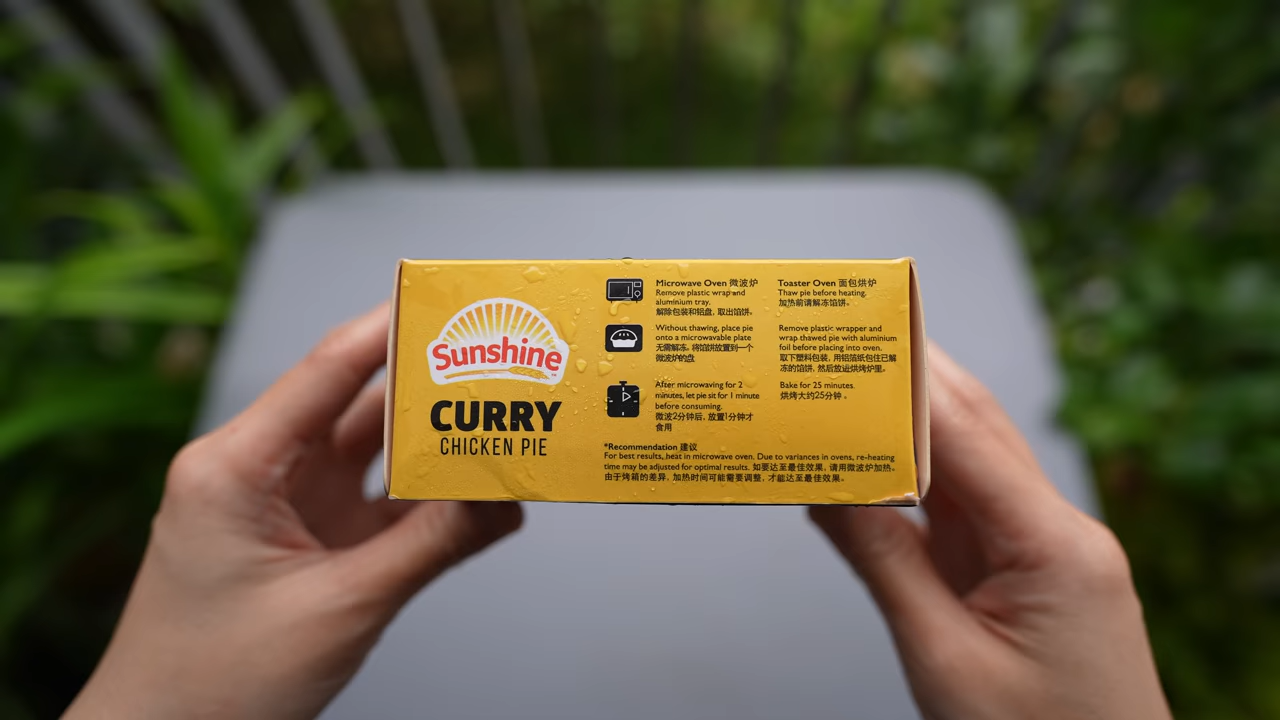 Sunshine
CURRY
CHICKEN PIE
Microwave Oven 微波炉
Remove plastic wrap and
aluminium tray.
解除包装和铝盘, 取出馅饼。
Without thawing, place pie
onto a microwavable plate
无需解冻。将馅饼放置到一个
微波炉的盘
After microwaving for 2
minutes, let pie sit for 1 minute
before consuming.
微波2分钟后, 放置1分钟才
食用
Toaster Oven 面包烘炉
Thaw pie before heating.
加热前请解冻馅饼。
Remove plastic wrapper and
wrap thawed pie with aluminium
foil before placing into oven.
取下塑料包装, 用铝箔纸包住已解
冻的馅饼, 然后放近烘烤炉里。
Bake for 25 minutes.
烘烤大约25分钟 。
*Recommendation 建议
For best results, heat in microwave oven. Due to variances in ovens, re-heating
time may be adjusted for optimal results. 如要达至最佳效果, 请用微波炉加热。
由于烤箱的差异, 加热时间可能需要调整, 才能达至最佳效果。